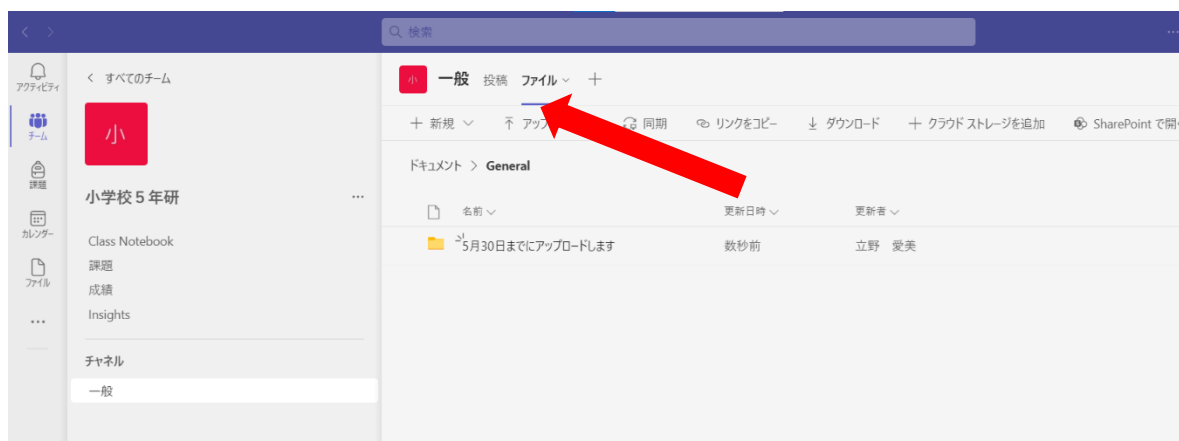 検索
アクティビティ
チーム
課題
カレンダー
ファイル
すべてのチーム
小
小学校５年研
Class Notebook
課題
成績
Insights
チャネル
一般
小 一般 投稿 ファイル
新規 同期 リンクをコピー ダウンロード クラウド ストレージを追加 SharePoint で開
ドキュメント > General
名前 更新日時 更新者
5月30日までにアップロードします 数秒前 立野 愛美